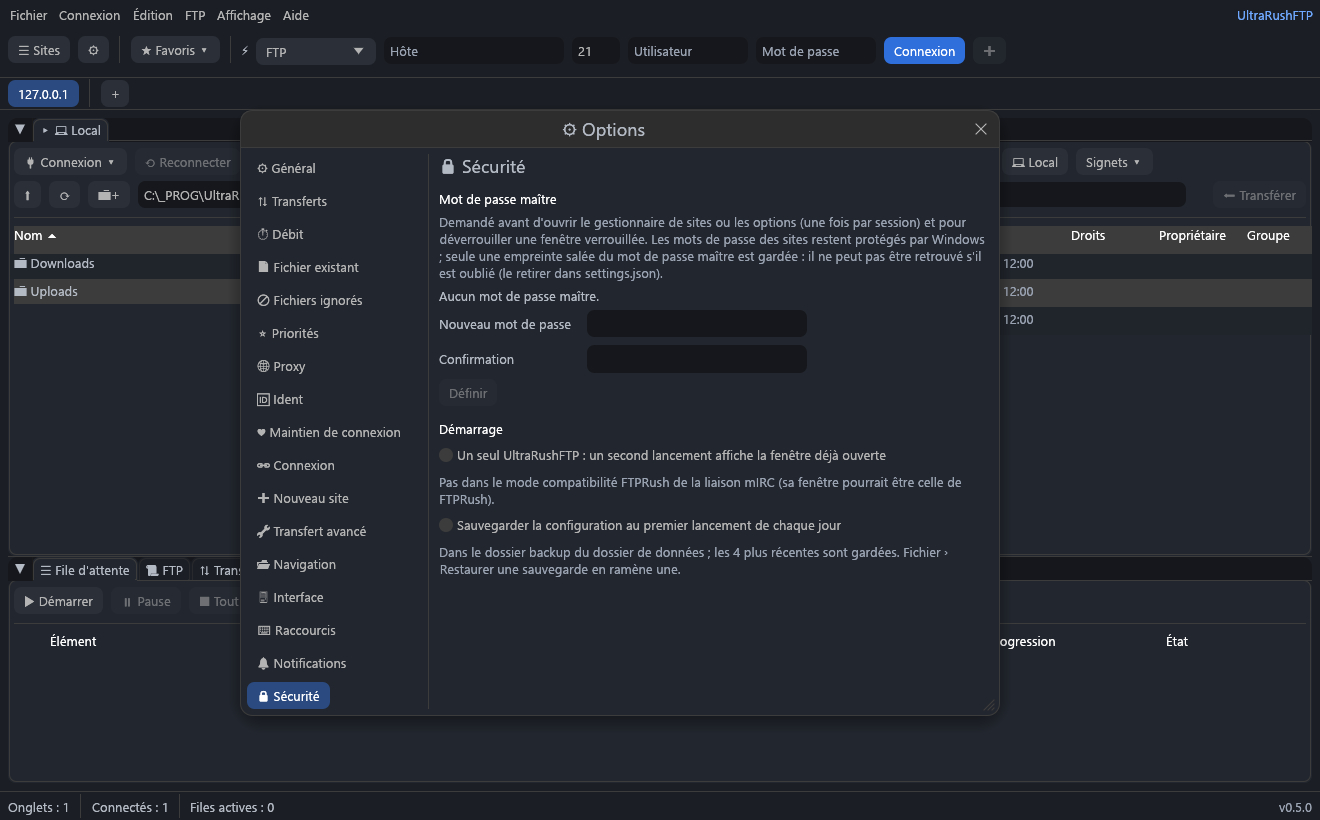 Fichier Connexion Édition FTP Affichage Aide UltraRushFTP
Sites Favoris FTP Hôte 21 Utilisateur Mot de passe Connexion +
127.0.0.1 +
Local
Options
Connexion Reconnecter
Local Signets
C:\_PROG\UltraR
Transférer
Nom
Droits Propriétaire Groupe
Downloads
12:00
Uploads
12:00
12:00
Général
Transferts
Débit
Fichier existant
Fichiers ignorés
Priorités
Proxy
Ident
Maintien de connexion
Connexion
Nouveau site
Transfert avancé
Navigation
Interface
Raccourcis
Notifications
Sécurité
Sécurité
Mot de passe maître
Demandé avant d'ouvrir le gestionnaire de sites ou les options (une fois par session) et pour
déverrouiller une fenêtre verrouillée. Les mots de passe des sites restent protégés par Windows
; seule une empreinte salée du mot de passe maître est gardée : il ne peut pas être retrouvé s'il
est oublié (le retirer dans settings.json).
Aucun mot de passe maître.
Nouveau mot de passe
Confirmation
Définir
Démarrage
Un seul UltraRushFTP : un second lancement affiche la fenêtre déjà ouverte
Pas dans le mode compatibilité FTPRush de la liaison mIRC (sa fenêtre pourrait être celle de
FTPRush).
Sauvegarder la configuration au premier lancement de chaque jour
Dans le dossier backup du dossier de données ; les 4 plus récentes sont gardées. Fichier ›
Restaurer une sauvegarde en ramène une.
File d'attente FTP Trans
Démarrer Pause Tout
Élément ogression État
Onglets : 1 Connectés : 1 Files actives : 0 v0.5.0